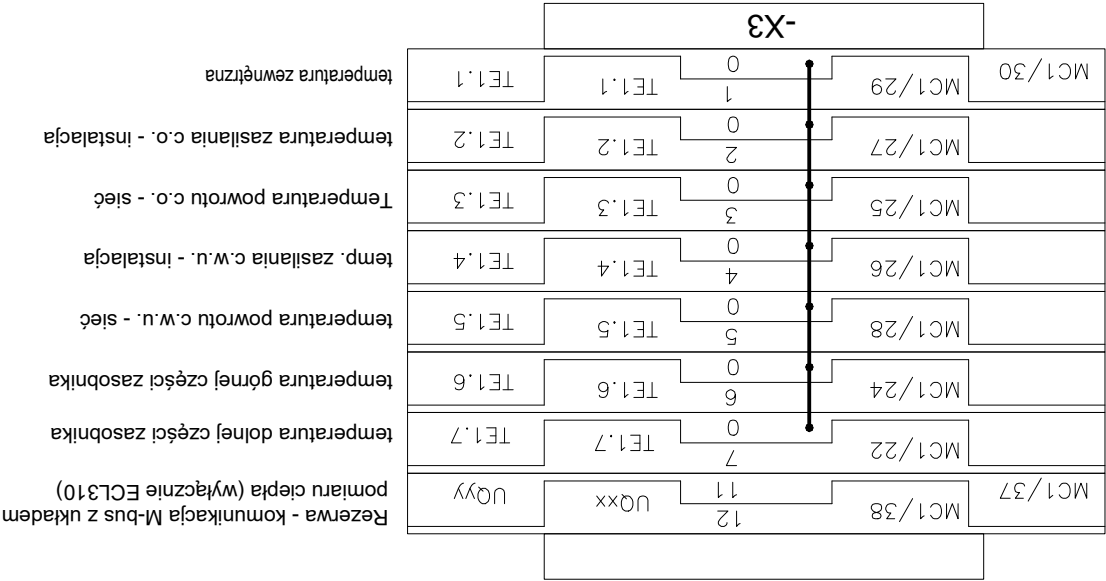 Rezerwa - komunikacja M-bus z układem
pomiaru ciepła (wyłącznie ECL310)
MC1/37 MC1/38 12 11 UQxx UQyy
MC1/22 7 0 TE1.7 TE1.7 temperatura dolnej części zasobnika
MC1/24 6 0 TE1.6 TE1.6 temperatura górnej części zasobnika
MC1/28 5 0 TE1.5 TE1.5 temperatura powrotu c.w.u. - sieć
MC1/26 4 0 TE1.4 TE1.4 temp. zasilania c.w.u. - instalacja
MC1/25 3 0 TE1.3 TE1.3 Temperatura powrotu c.o. - sieć
MC1/27 2 0 TE1.2 TE1.2 temperatura zasilania c.o. - instalacja
MC1/30 MC1/29 1 0 TE1.1 TE1.1 temperatura zewnętrzna
-X3